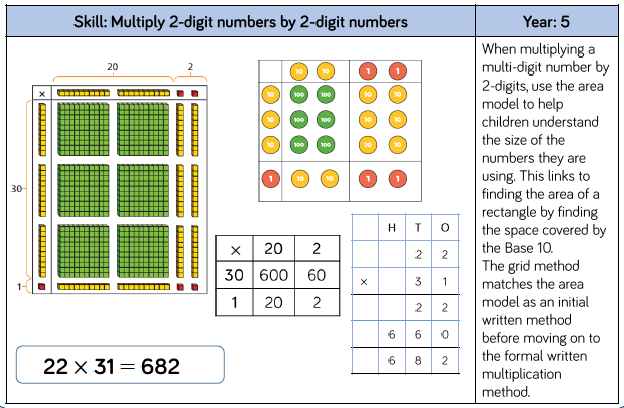 Skill: Multiply 2-digit numbers by 2-digit numbers
Year: 5
20 2
×
30
1
10 10 1 1
10 100 100 10 10
10 100 100 10 10
10 100 100 10 10
1 10 10 1 1
× 20 2
30 600 60
1 20 2
H T O
2 2
× 3 1
2 2
6 6 0
6 8 2
22 × 31 = 682
When multiplying a
multi-digit number by
2-digits, use the area
model to help
children understand
the size of the
numbers they are
using. This links to
finding the area of a
rectangle by finding
the space covered by
the Base 10.
The grid method
matches the area
model as an initial
written method
before moving on to
the formal written
multiplication
method.